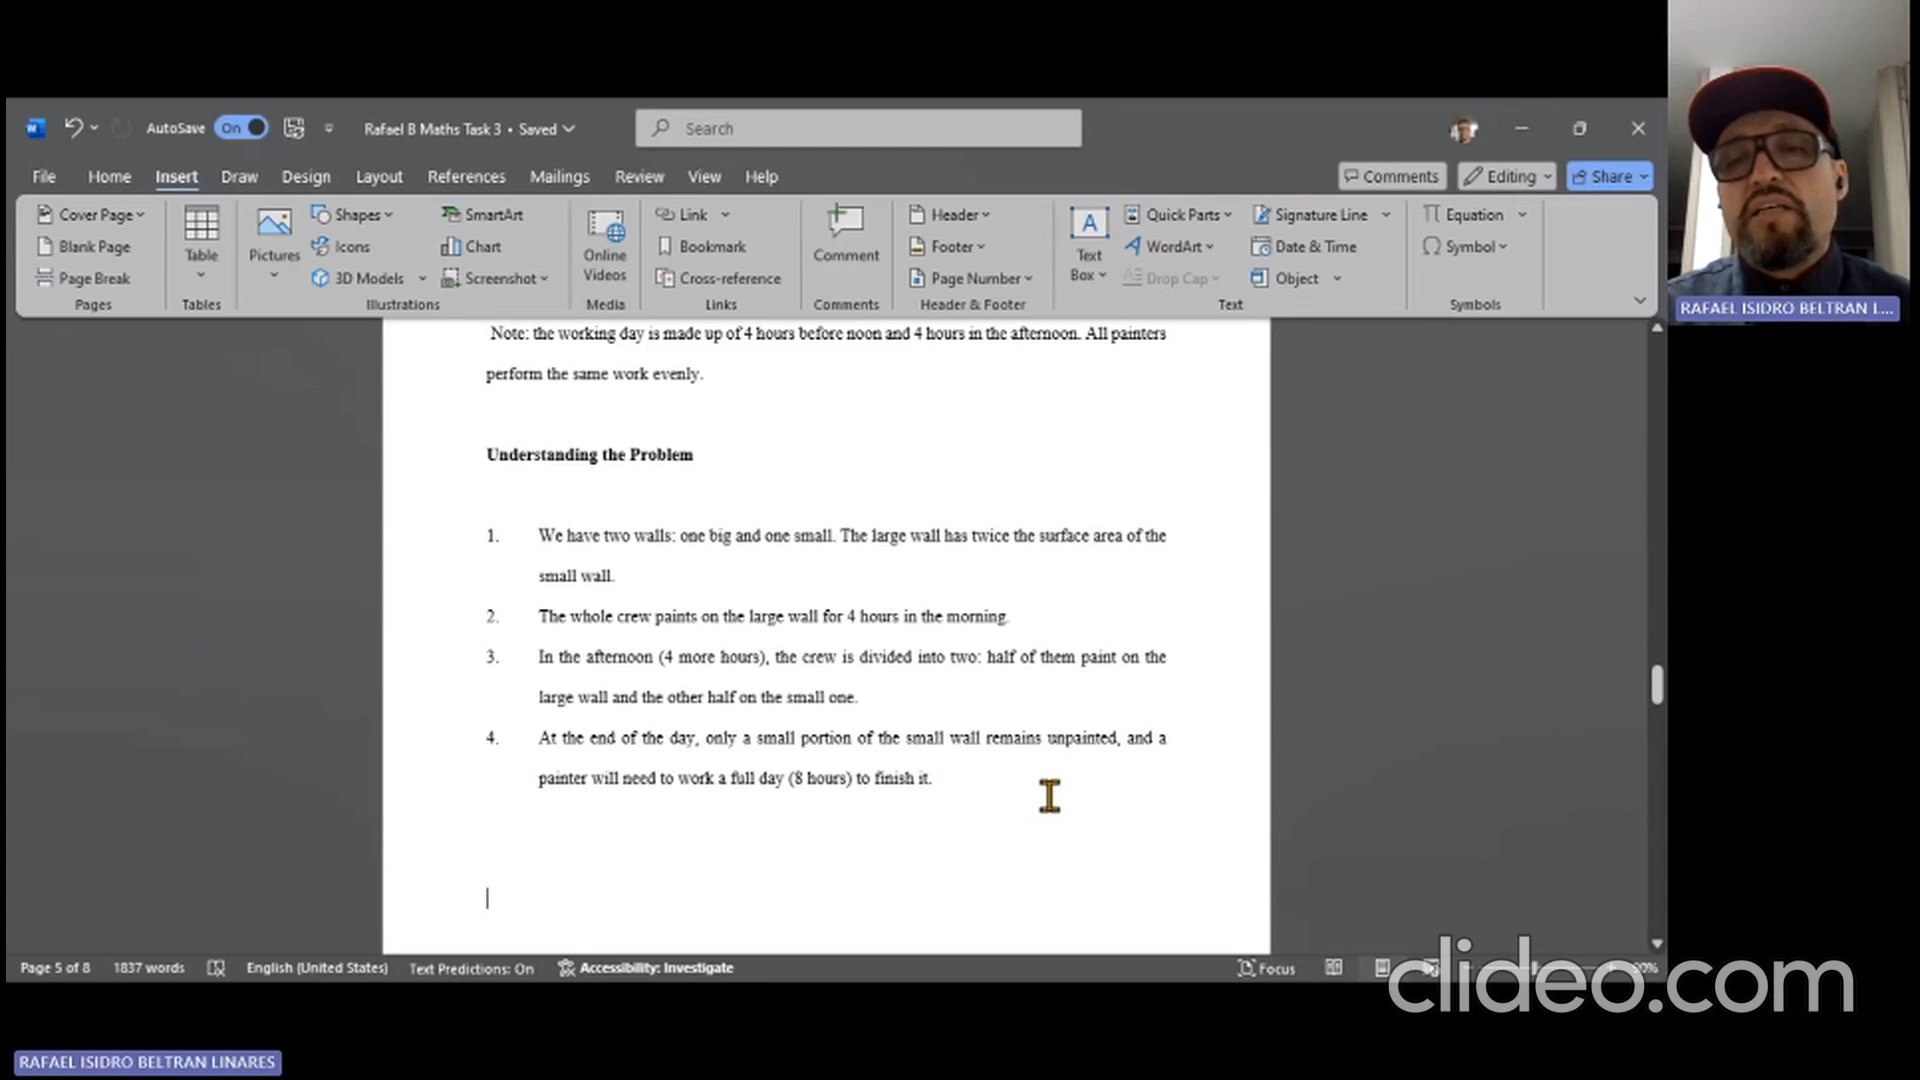 AutoSave On Rafael B Maths Task 3 • Saved Search
File Home Insert Draw Design Layout References Mailings Review View Help Comments Editing Share
Cover Page Shapes SmartArt Link Header Quick Parts Signature Line Equation
Blank Page Icons Chart Bookmark Footer WordArt Date & Time Symbol
Table Pictures Online Videos Comment A Text Box
Page Break 3D Models Screenshot Cross-reference Page Number Drop Cap Object
Pages Tables Illustrations Media Links Comments Header & Footer Text Symbols
RAFAEL ISIDRO BELTRAN L...
Note: the working day is made up of 4 hours before noon and 4 hours in the afternoon. All painters
perform the same work evenly.
Understanding the Problem
1. We have two walls: one big and one small. The large wall has twice the surface area of the
small wall.
2. The whole crew paints on the large wall for 4 hours in the morning.
3. In the afternoon (4 more hours), the crew is divided into two: half of them paint on the
large wall and the other half on the small one.
4. At the end of the day, only a small portion of the small wall remains unpainted, and a
painter will need to work a full day (8 hours) to finish it.
Page 5 of 8 1837 words English (United States) Text Predictions: On Accessibility: Investigate Focus
clideo.com
RAFAEL ISIDRO BELTRAN LINARES